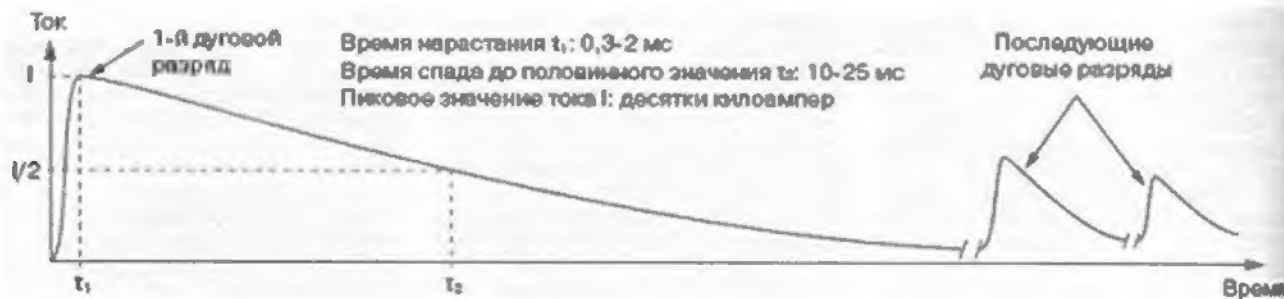 Ток
1-й дуговой
разряд
Время нарастания t₁: 0,3-2 мс
Время спада до половинного значения t₂: 10-25 мс
Пиковое значение тока I: десятки килоампер
Последующие
дуговые разряды
I
I/2
t₁
t₂
Время